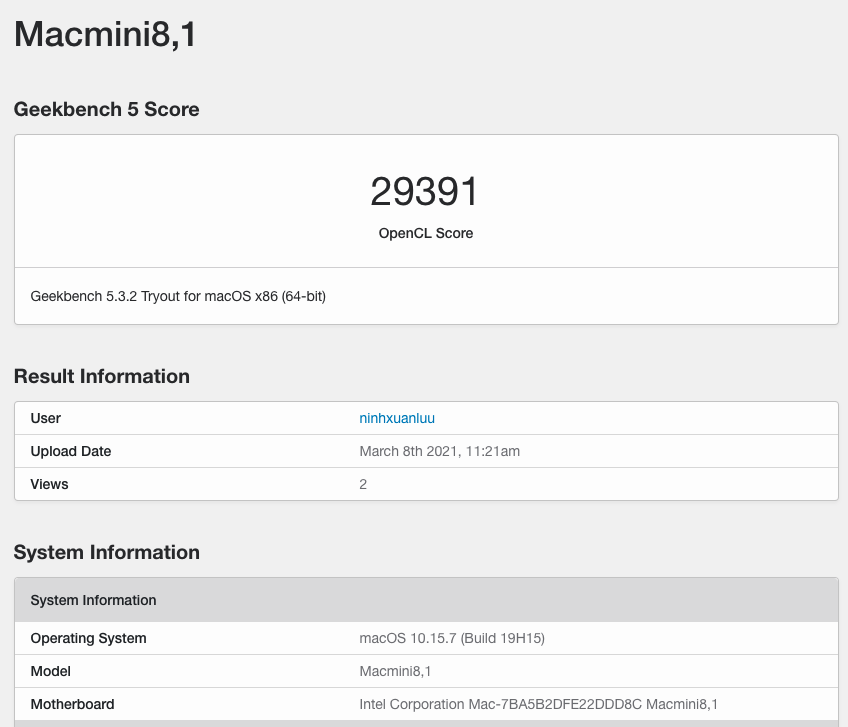 Macmini8,1
Geekbench 5 Score
29391
OpenCL Score
Geekbench 5.3.2 Tryout for macOS x86 (64-bit)
Result Information
User ninhxuanluu
Upload Date March 8th 2021, 11:21am
Views 2
System Information
System Information
Operating System macOS 10.15.7 (Build 19H15)
Model Macmini8,1
Motherboard Intel Corporation Mac-7BA5B2DFE22DDD8C Macmini8,1